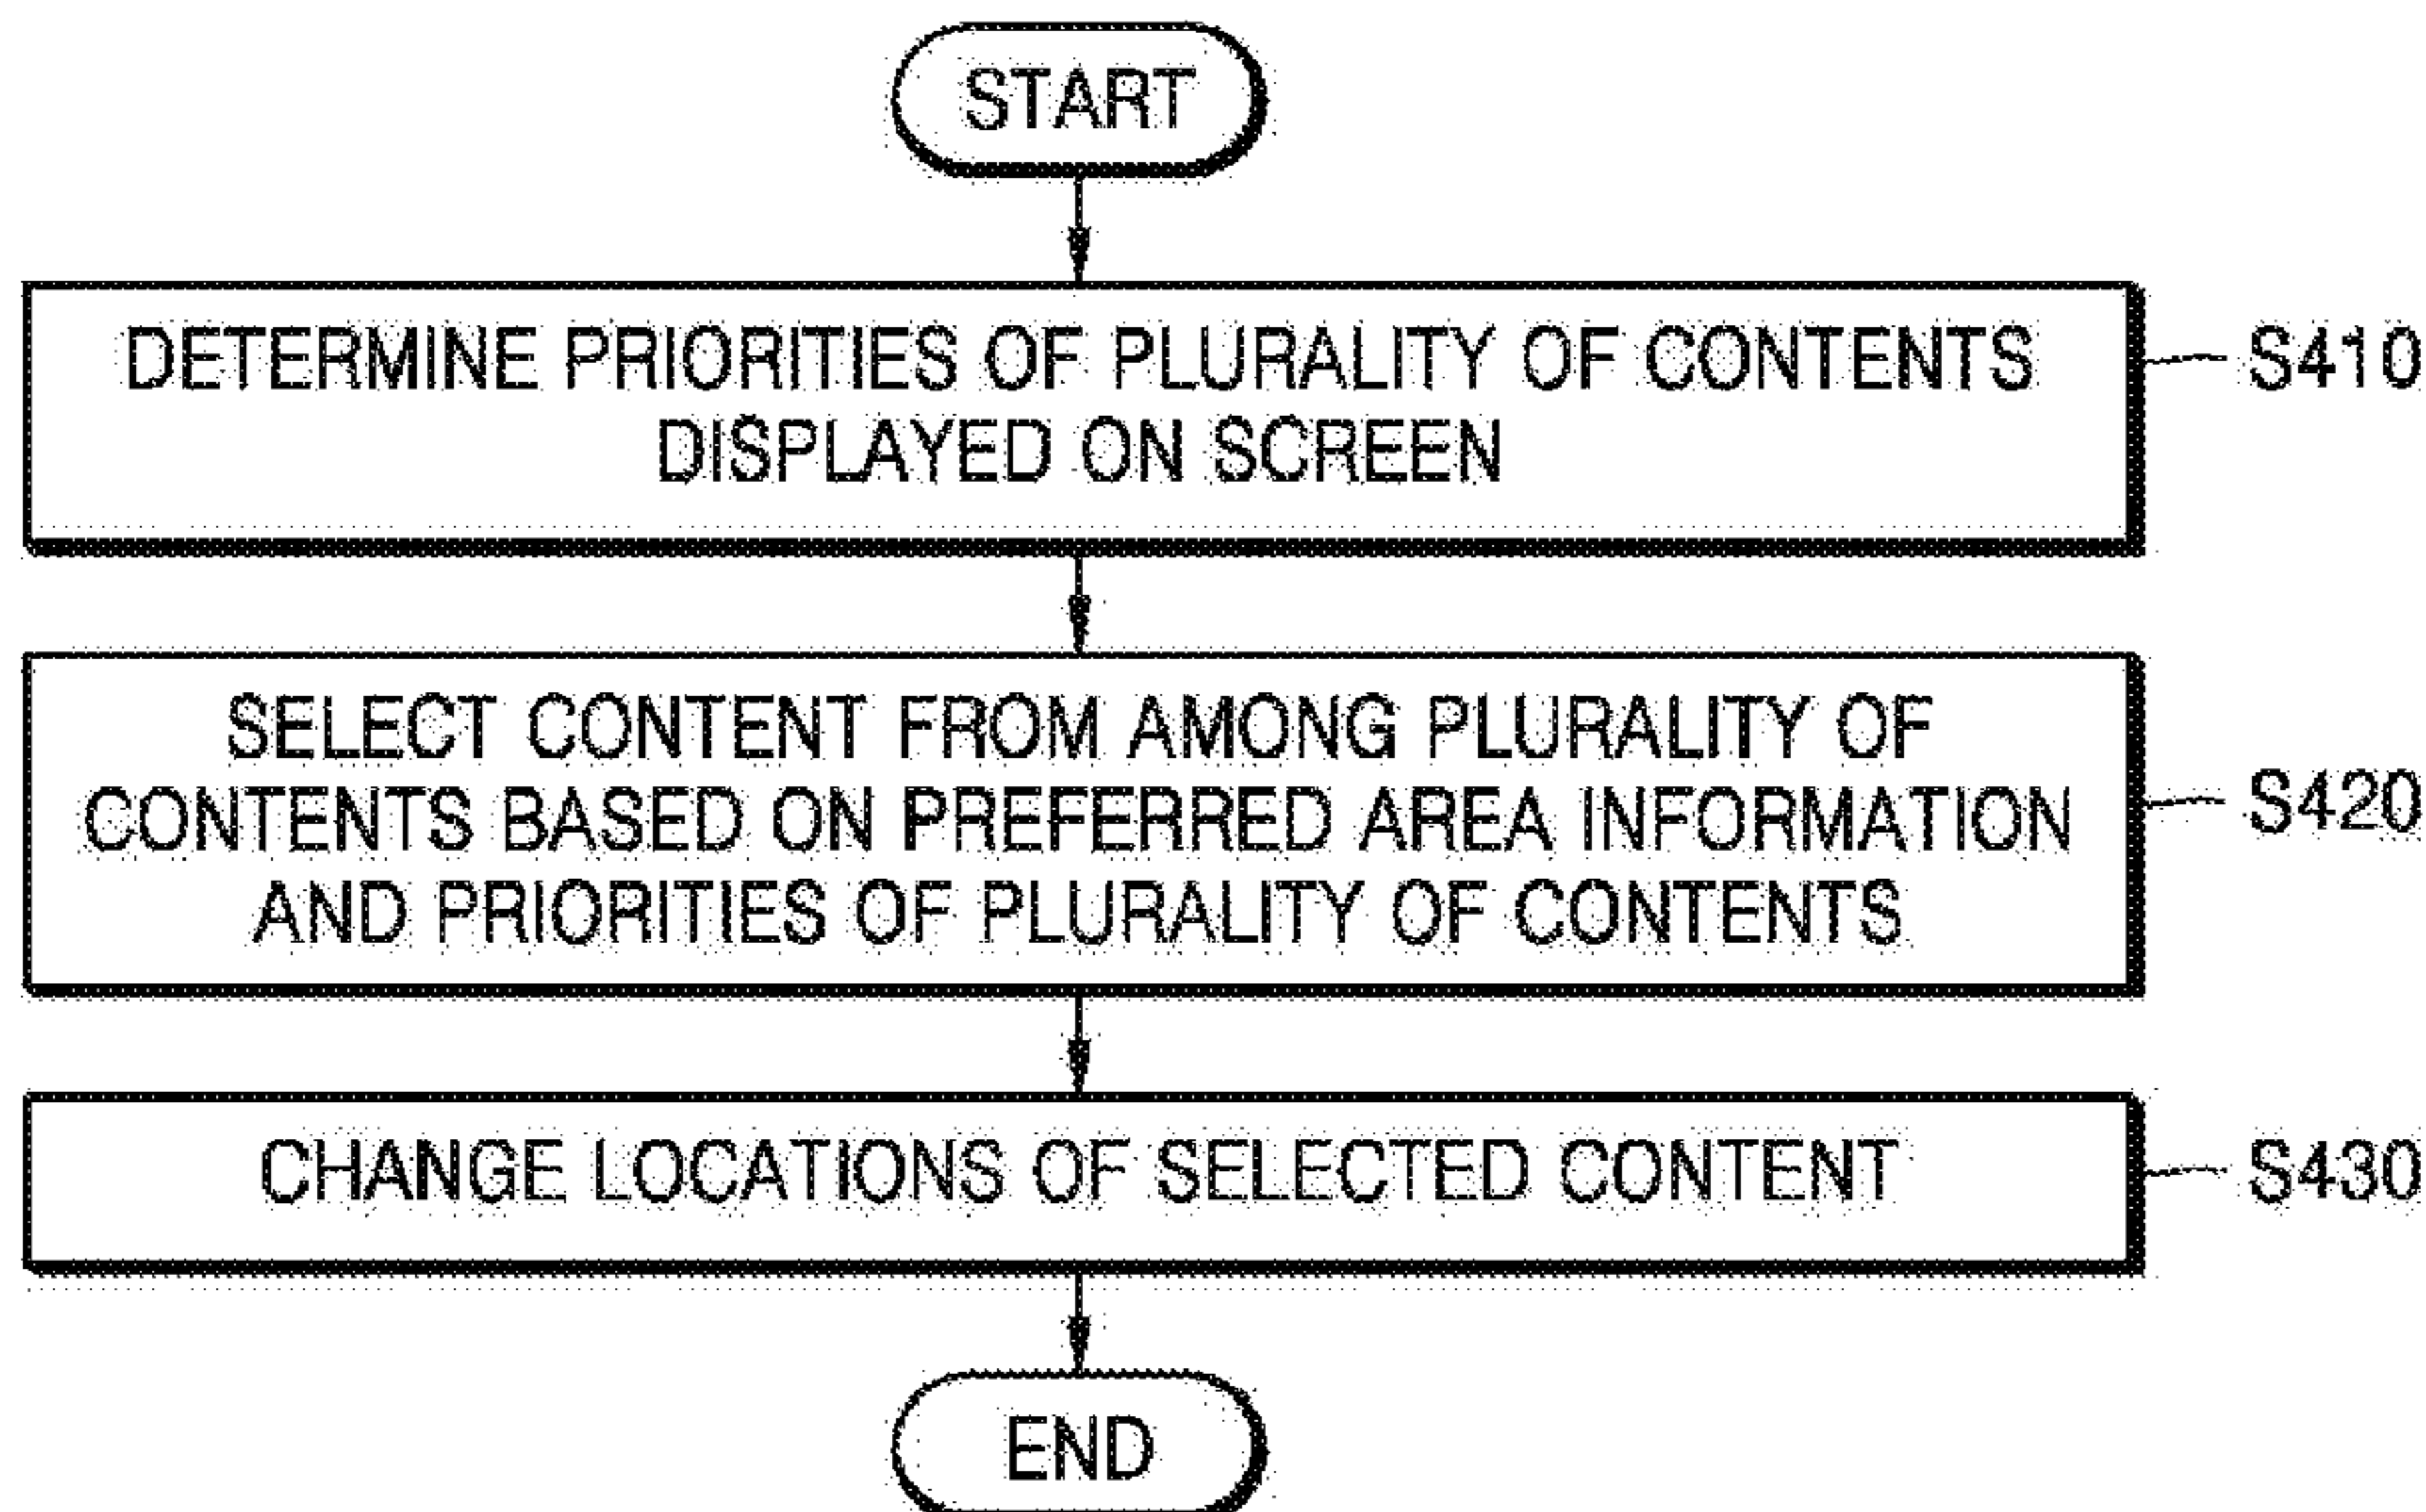 START
DETERMINE PRIORITIES OF PLURALITY OF CONTENTS
DISPLAYED ON SCREEN
S410
SELECT CONTENT FROM AMONG PLURALITY OF
CONTENTS BASED ON PREFERRED AREA INFORMATION
AND PRIORITIES OF PLURALITY OF CONTENTS
S420
CHANGE LOCATIONS OF SELECTED CONTENT
S430
END